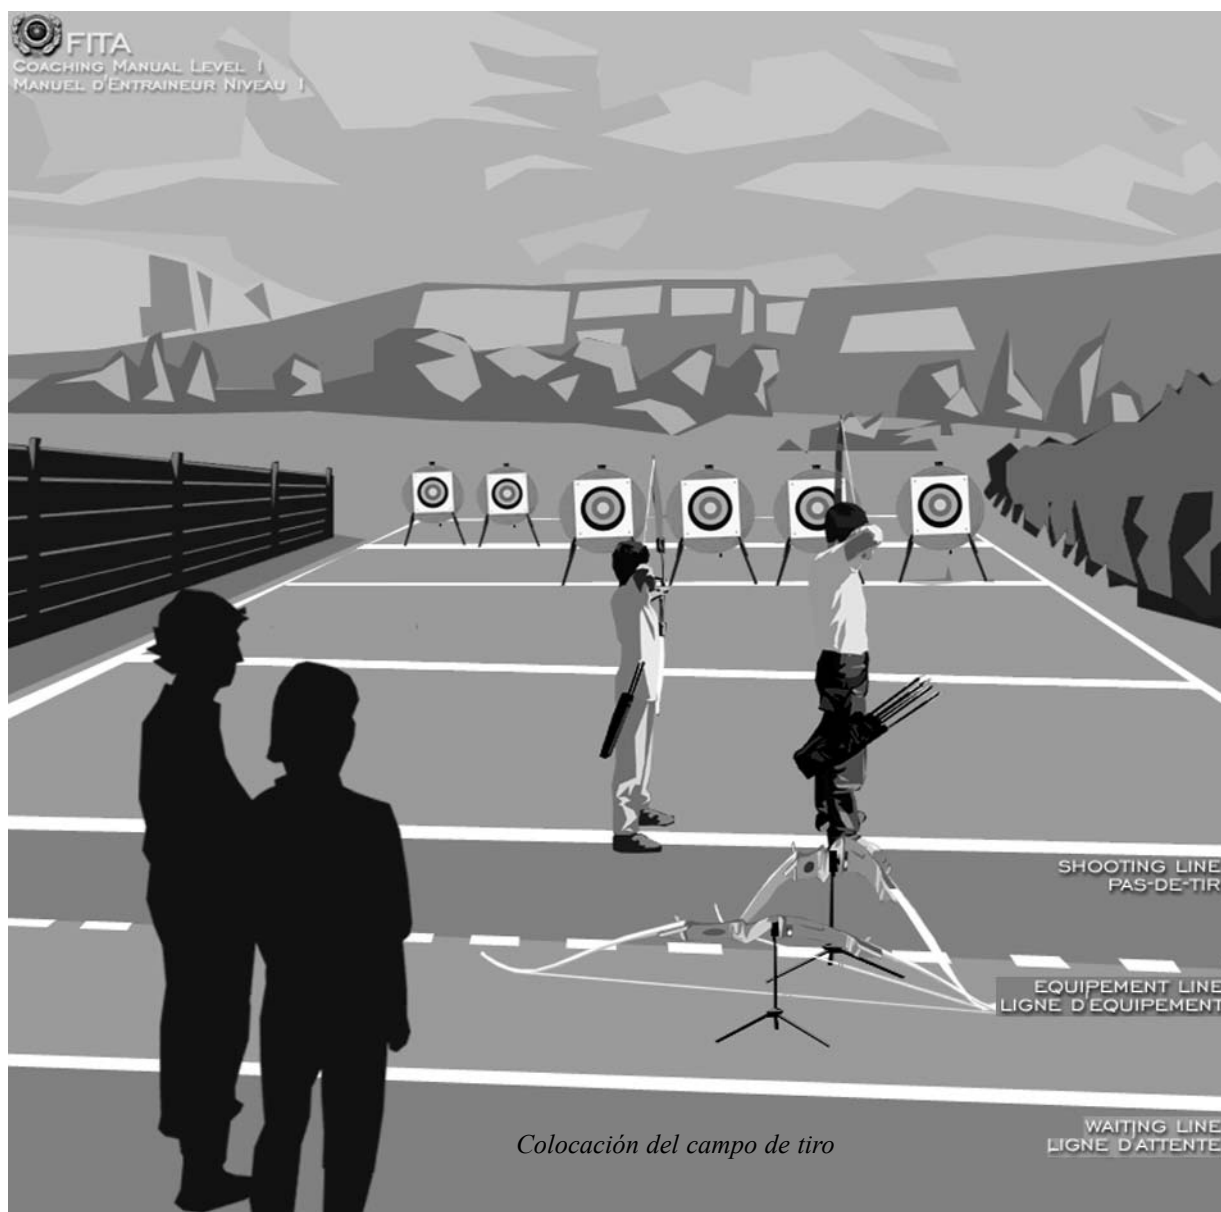 FITA
COACHING MANUAL LEVEL 1
MANUEL D'ENTRAINEUR NIVEAU 1
SHOOTING LINE
PAS-DE-TIR
EQUIPEMENT LINE
LIGNE D'EQUIPEMENT
WAITING LINE
LIGNE D'ATTENTE
Colocación del campo de tiro